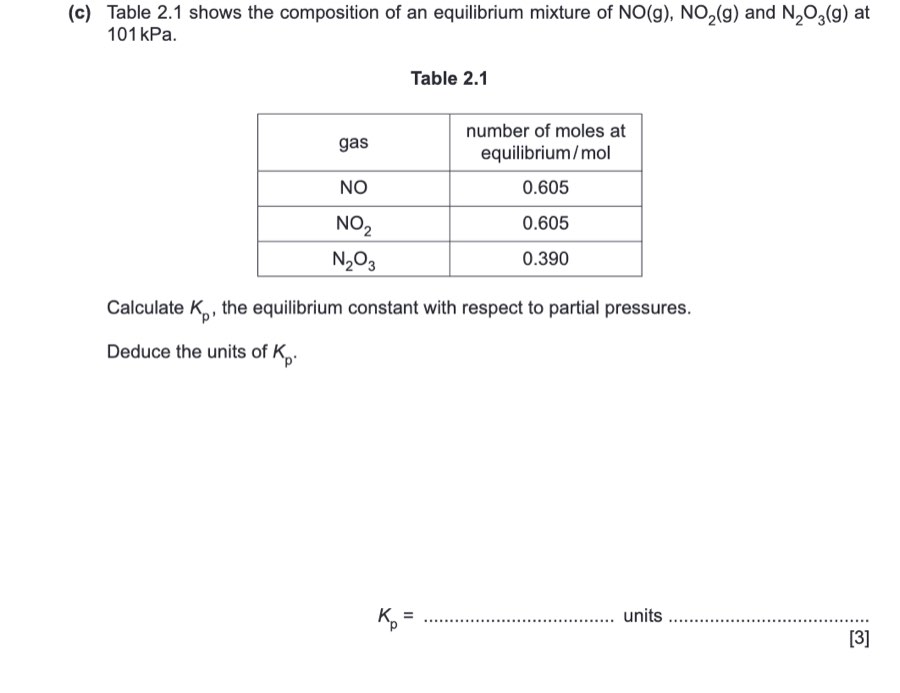 (c) Table 2.1 shows the composition of an equilibrium mixture of NO(g), NO₂(g) and N₂O₃(g) at
101 kPa.
Table 2.1
gas number of moles at equilibrium/mol
NO 0.605
NO₂ 0.605
N₂O₃ 0.390
Calculate Kₚ, the equilibrium constant with respect to partial pressures.
Deduce the units of Kₚ.
Kₚ = ..................................... units .......................................
[3]